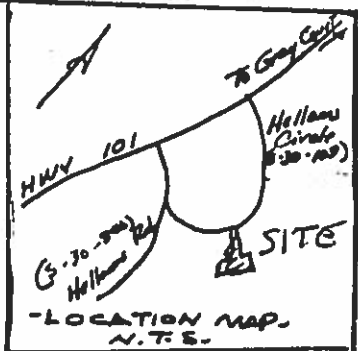 To Gray Court
HWY 101
Hellams
Circle
(S·30· )
SITE
(S·30· )
Hellams Rd
-LOCATION MAP-
N.T.S.